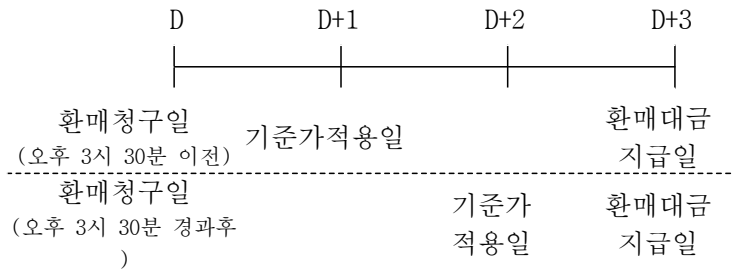 D D+1 D+2 D+3
환매청구일
(오후 3시 30분 이전)
기준가적용일
환매대금
지급일
환매청구일
(오후 3시 30분 경과후
)
기준가
적용일
환매대금
지급일